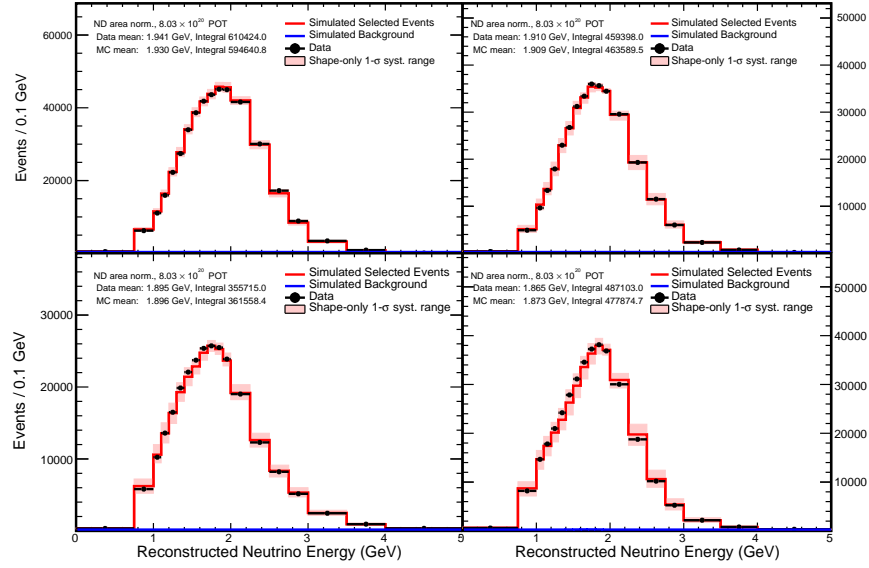 ND area norm., 8.03 × 10^20 POT
Data mean: 1.941 GeV, Integral 610424.0
MC mean: 1.930 GeV, Integral 594640.8
Simulated Selected Events
Simulated Background
Data
Shape-only 1-σ syst. range
60000
40000
20000
Events / 0.1 GeV
ND area norm., 8.03 × 10^20 POT
Data mean: 1.910 GeV, Integral 459398.0
MC mean: 1.909 GeV, Integral 463589.5
Simulated Selected Events
Simulated Background
Data
Shape-only 1-σ syst. range
50000
40000
30000
20000
10000
ND area norm., 8.03 × 10^20 POT
Data mean: 1.895 GeV, Integral 355715.0
MC mean: 1.896 GeV, Integral 361558.4
Simulated Selected Events
Simulated Background
Data
Shape-only 1-σ syst. range
30000
20000
10000
Events / 0.1 GeV
0 1 2 3 4 5
Reconstructed Neutrino Energy (GeV)
ND area norm., 8.03 × 10^20 POT
Data mean: 1.865 GeV, Integral 487103.0
MC mean: 1.873 GeV, Integral 477874.7
Simulated Selected Events
Simulated Background
Data
Shape-only 1-σ syst. range
50000
40000
30000
20000
10000
1 2 3 4 5
Reconstructed Neutrino Energy (GeV)